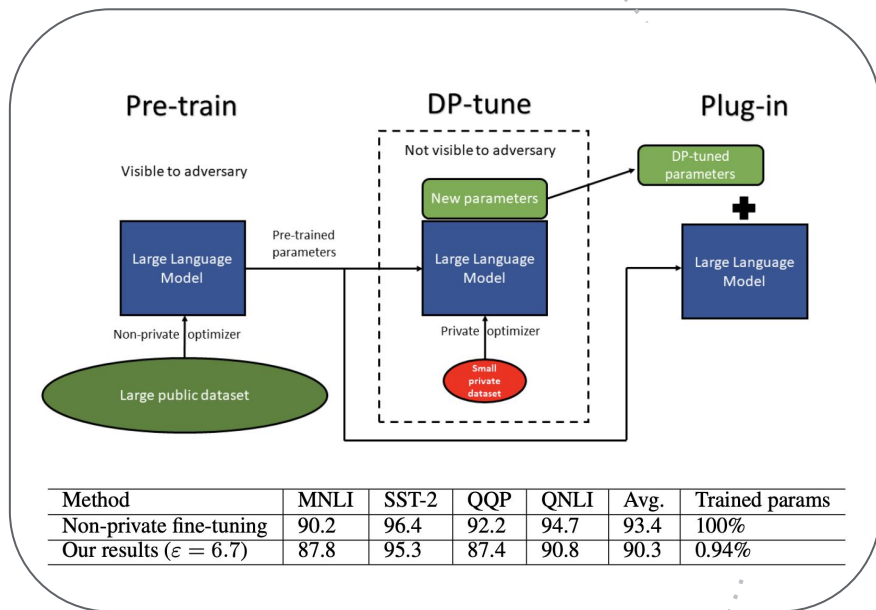 Pre-train
DP-tune
Plug-in
Visible to adversary
Not visible to adversary
DP-tuned
parameters
New parameters
Pre-trained
parameters
Large Language
Model
Large Language
Model
Large Language
Model
Non-private optimizer
Private optimizer
Large public dataset
Small
private
dataset
Method MNLI SST-2 QQP QNLI Avg. Trained params
Non-private fine-tuning 90.2 96.4 92.2 94.7 93.4 100%
Our results (ε = 6.7) 87.8 95.3 87.4 90.8 90.3 0.94%